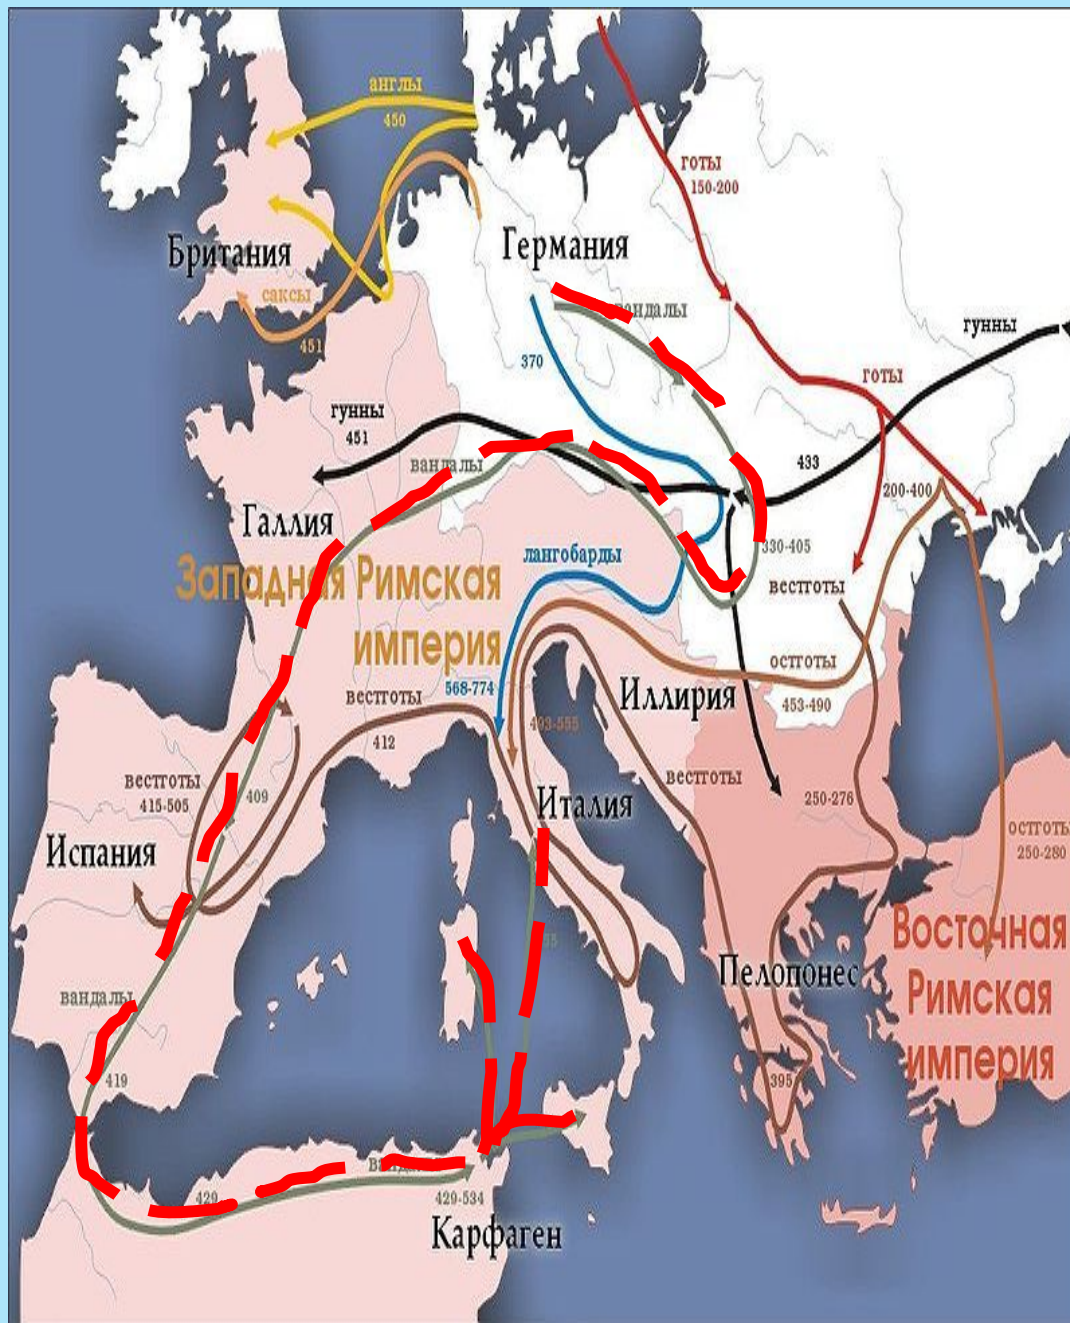 англы
450
готы
150-200
Германия
Британия
саксы
451
вандалы
гунны
370
готы
гунны
451
вандалы
433
200-400
Галлия
330-405
лангобарды
Западная Римская
империя
вестготы
остготы
453-490
568-774
вестготы
412
Иллирия
493-555
вестготы
вестготы
415-505
409
250-276
Италия
остготы
250-280
Испания
Восточная
Римская
империя
Пелопонес
вандалы
419
395
429
429-534
Карфаген